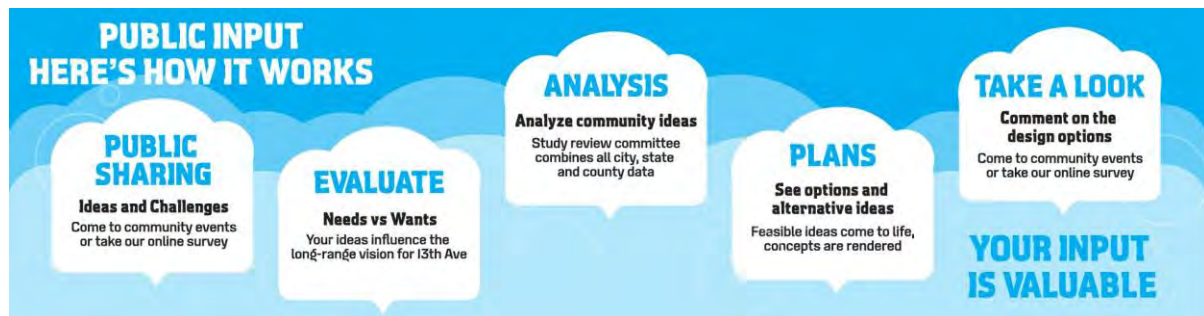 PUBLIC INPUT
HERE'S HOW IT WORKS
PUBLIC
SHARING
Ideas and Challenges
Come to community events
or take our online survey
EVALUATE
Needs vs Wants
Your ideas influence the
long-range vision for 13th Ave
ANALYSIS
Analyze community ideas
Study review committee
combines all city, state
and county data
PLANS
See options and
alternative ideas
Feasible ideas come to life,
concepts are rendered
TAKE A LOOK
Comment on the
design options
Come to community events
or take our online survey
YOUR INPUT
IS VALUABLE